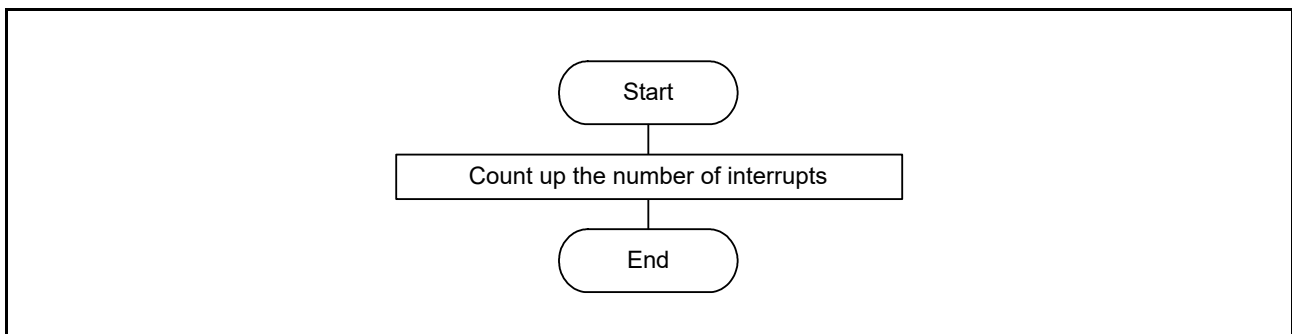 Start
Count up the number of interrupts
End